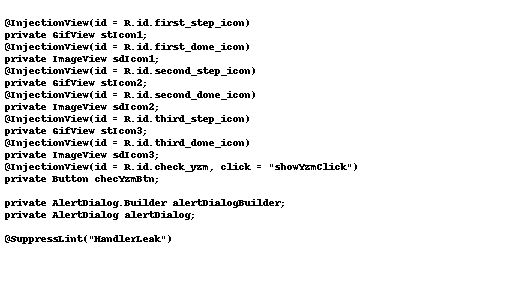 @InjectionView(id = R.id.first_step_icon)
private GifView stIcon1;
@InjectionView(id = R.id.first_done_icon)
private ImageView sdIcon1;
@InjectionView(id = R.id.second_step_icon)
private GifView stIcon2;
@InjectionView(id = R.id.second_done_icon)
private ImageView sdIcon2;
@InjectionView(id = R.id.third_step_icon)
private GifView stIcon3;
@InjectionView(id = R.id.third_done_icon)
private ImageView sdIcon3;
@InjectionView(id = R.id.check_yzm, click = "showYzmClick")
private Button checYzmBtn;
private AlertDialog.Builder alertDialogBuilder;
private AlertDialog alertDialog;
@SuppressLint("HandlerLeak")